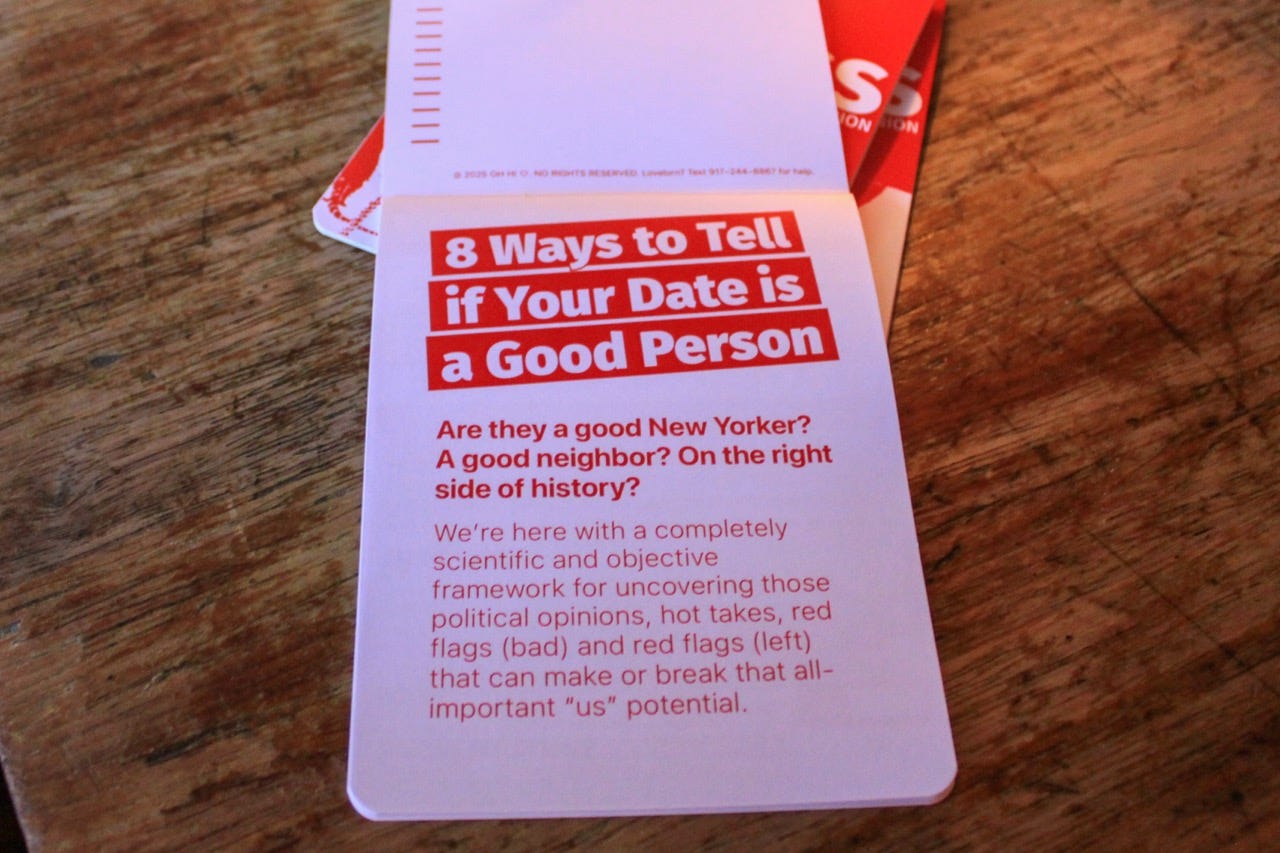 SS
ION
S
ION
© 2025 OH HI ♡. NO RIGHTS RESERVED. Lovelorn? Text 917-244-6867 for help.
8 Ways to Tell
if Your Date is
a Good Person
Are they a good New Yorker?
A good neighbor? On the right
side of history?
We’re here with a completely
scientific and objective
framework for uncovering those
political opinions, hot takes, red
flags (bad) and red flags (left)
that can make or break that all-
important “us” potential.